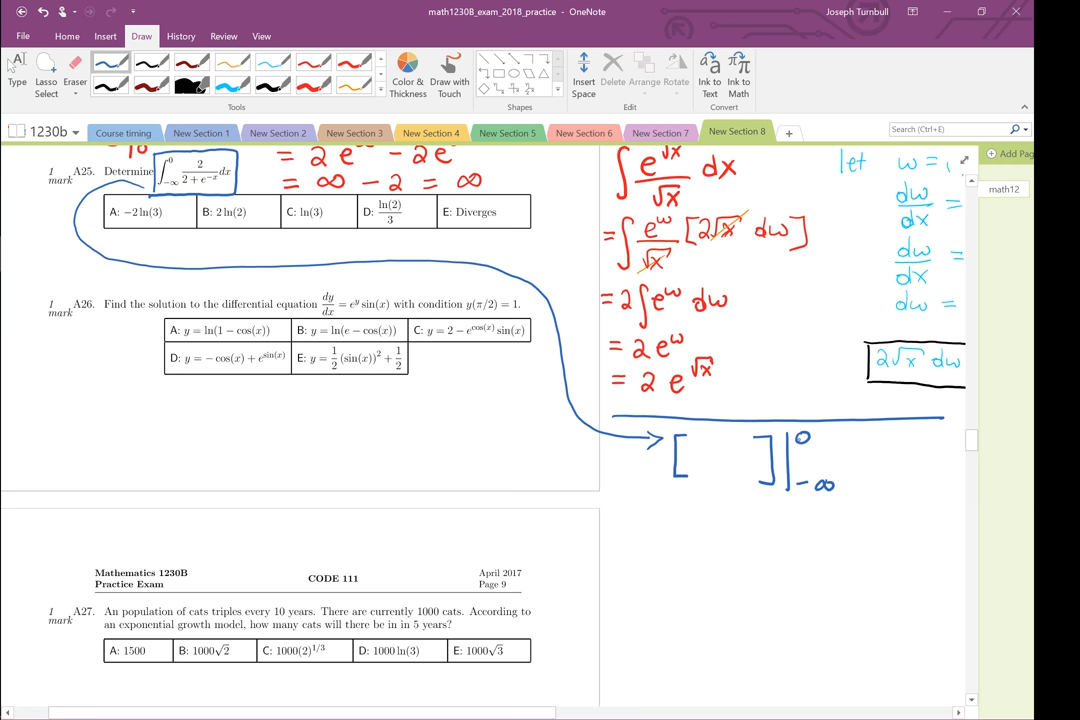 math1230B_exam_2018_practice - OneNote
Joseph Turnbull
File Home Insert Draw History Review View
Type
Lasso Select
Eraser
Color & Thickness
Draw with Touch
Insert Space
Delete
Arrange
Rotate
Ink to Text
Ink to Math
Tools
Shapes
Edit
Convert
1230b
Course timing
New Section 1
New Section 2
New Section 3
New Section 4
New Section 5
New Section 6
New Section 7
New Section 8
+
Search (Ctrl+E)
Add Pag
math12
= 2e^w - 2e
= ∞ - 2 = ∞
1 mark A25. Determine ∫_{-∞}^{0} 2/(2 + e^{-x}) dx
A: −2 ln(3) B: 2 ln(2) C: ln(3) D: ln(2)/3 E: Diverges
1 mark A26. Find the solution to the differential equation dy/dx = e^y sin(x) with condition y(π/2) = 1.
A: y = ln(1 − cos(x)) B: y = ln(e − cos(x)) C: y = 2 − e^{cos(x)} sin(x)
D: y = − cos(x) + e^{sin(x)} E: y = 1/2 (sin(x))^2 + 1/2
∫ e^{√x}/√x dx
= ∫ e^w/√x [2√x dw]
= 2 ∫ e^w dw
= 2 e^w
= 2 e^{√x}
let w =
dw/dx =
dw/dx =
dw =
2√x dw
[ ]|_{-∞}^{0}
Mathematics 1230B
Practice Exam
CODE 111
April 2017
Page 9
1 mark A27. An population of cats triples every 10 years. There are currently 1000 cats. According to
an exponential growth model, how many cats will there be in in 5 years?
A: 1500 B: 1000√2 C: 1000(2)^{1/3} D: 1000 ln(3) E: 1000√3